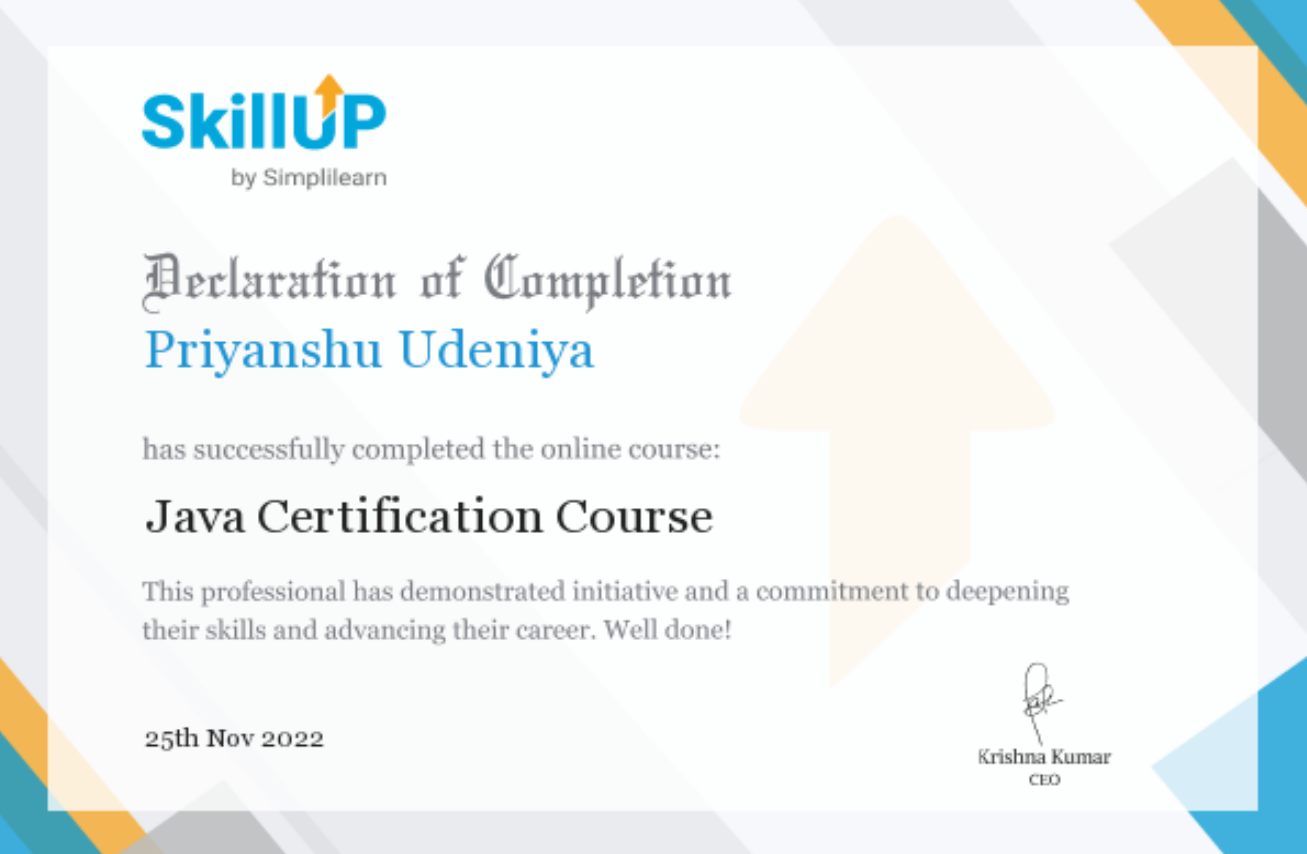 SkillUP
by Simplilearn
Declaration of Completion
Priyanshu Udeniya
has successfully completed the online course:
Java Certification Course
This professional has demonstrated initiative and a commitment to deepening
their skills and advancing their career. Well done!
25th Nov 2022
Krishna Kumar
CEO